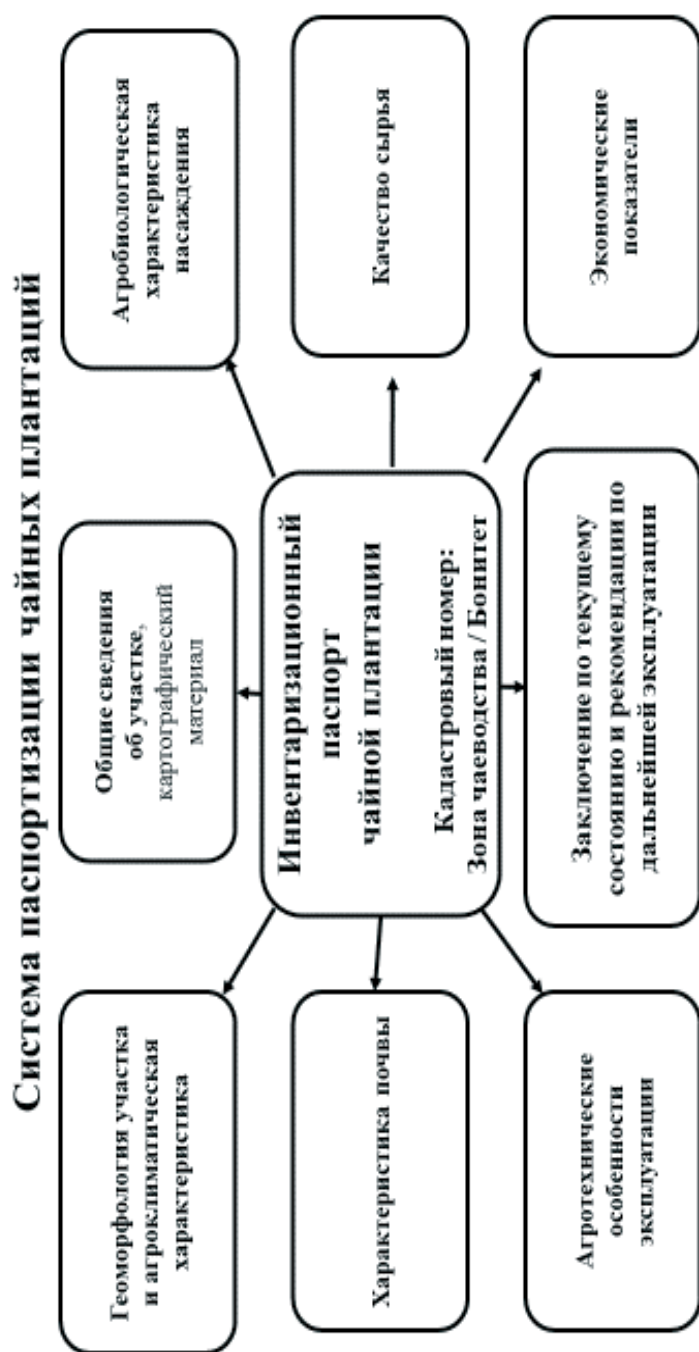 Система паспортизации чайных плантаций
Геоморфология участка
и агроклиматическая
характеристика
Общие сведения
об участке,
картографический
материал
Агробиологическая
характеристика
насаждения
Характеристика почвы
Инвентаризационный
паспорт
чайной плантации
Кадастровый номер:
Зона чаеводства / Бонитет
Качество сырья
Агротехнические
особенности
эксплуатации
Заключение по текущему
состоянию и рекомендации по
дальнейшей эксплуатации
Экономические
показатели